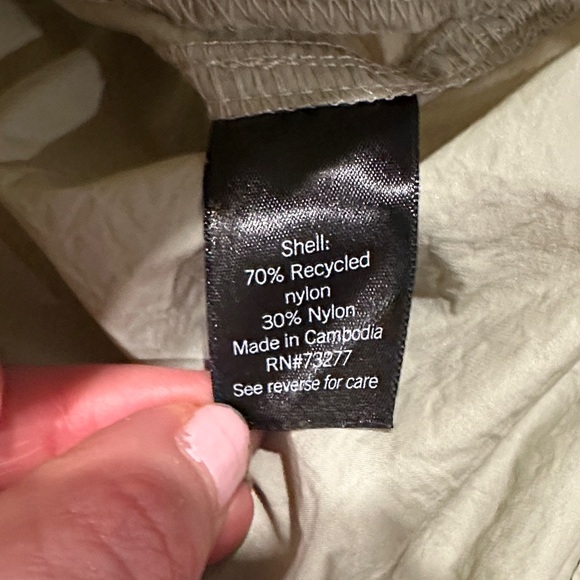 Shell:
70% Recycled
nylon
30% Nylon
Made in Cambodia
RN#73277
See reverse for care